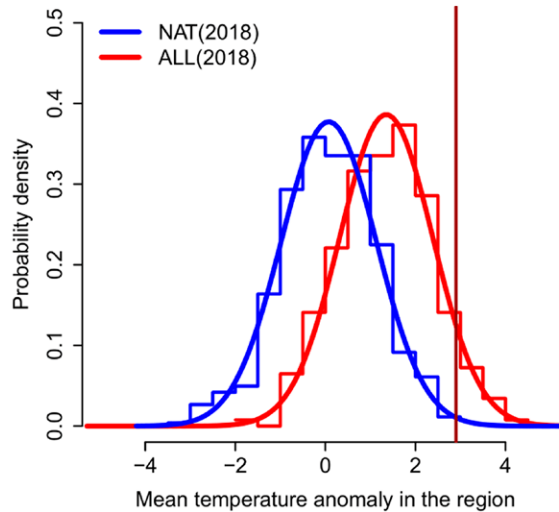 0.5
NAT(2018)
ALL(2018)
0.4
0.3
0.2
0.1
0.0
Probability density
−4 −2 0 2 4
Mean temperature anomaly in the region